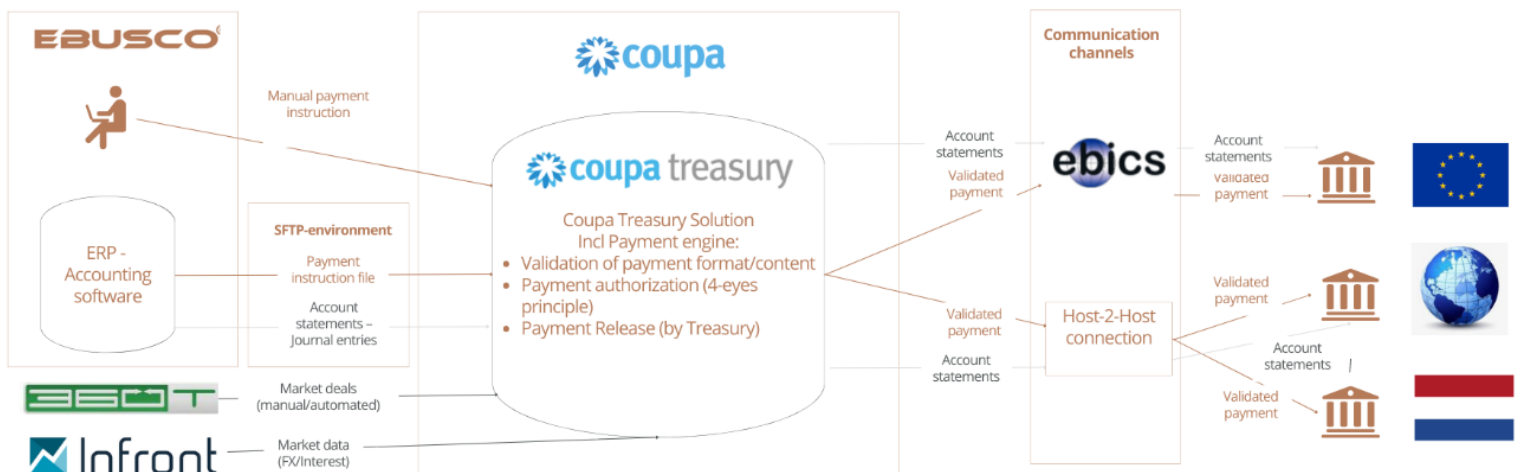 EBUSCO
coupa
Communication
channels
Manual payment
instruction
coupa treasury
Account
statements
ebics
Account
statements
Validated
payment
Validated
payment
ERP -
Accounting
software
SFTP-environment
Payment
instruction file
Account
statements –
Journal entries
Coupa Treasury Solution
Incl Payment engine:
• Validation of payment format/content
• Payment authorization (4-eyes
principle)
• Payment Release (by Treasury)
Validated
payment
Host-2-Host
connection
Validated
payment
Account
statements
Account
statements
Validated
payment
360T
Market deals
(manual/automated)
Infront
Market data
(FX/Interest)